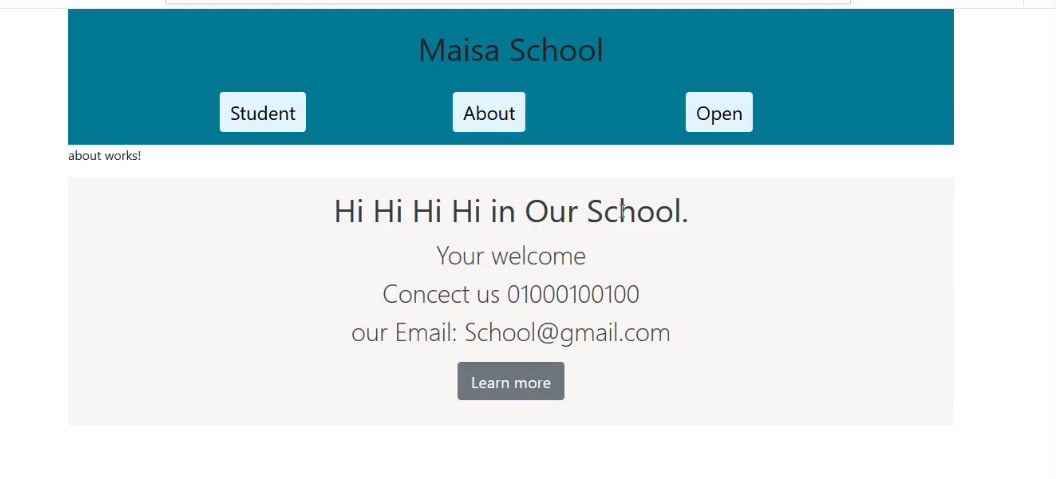 Maisa School
Student About Open
about works!
Hi Hi Hi Hi in Our School.
Your welcome
Concect us 01000100100
our Email: School@gmail.com
Learn more